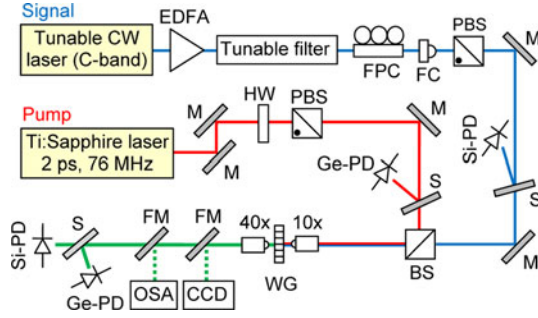 Signal
EDFA
PBS
M
Tunable CW
laser (C-band)
Tunable filter
FPC
FC
Pump
HW
PBS
M
M
Si-PD
Ti:Sapphire laser
2 ps, 76 MHz
Ge-PD
M
S
S
S
FM
FM
40x
10x
Si-PD
WG
BS
M
Ge-PD
OSA
CCD